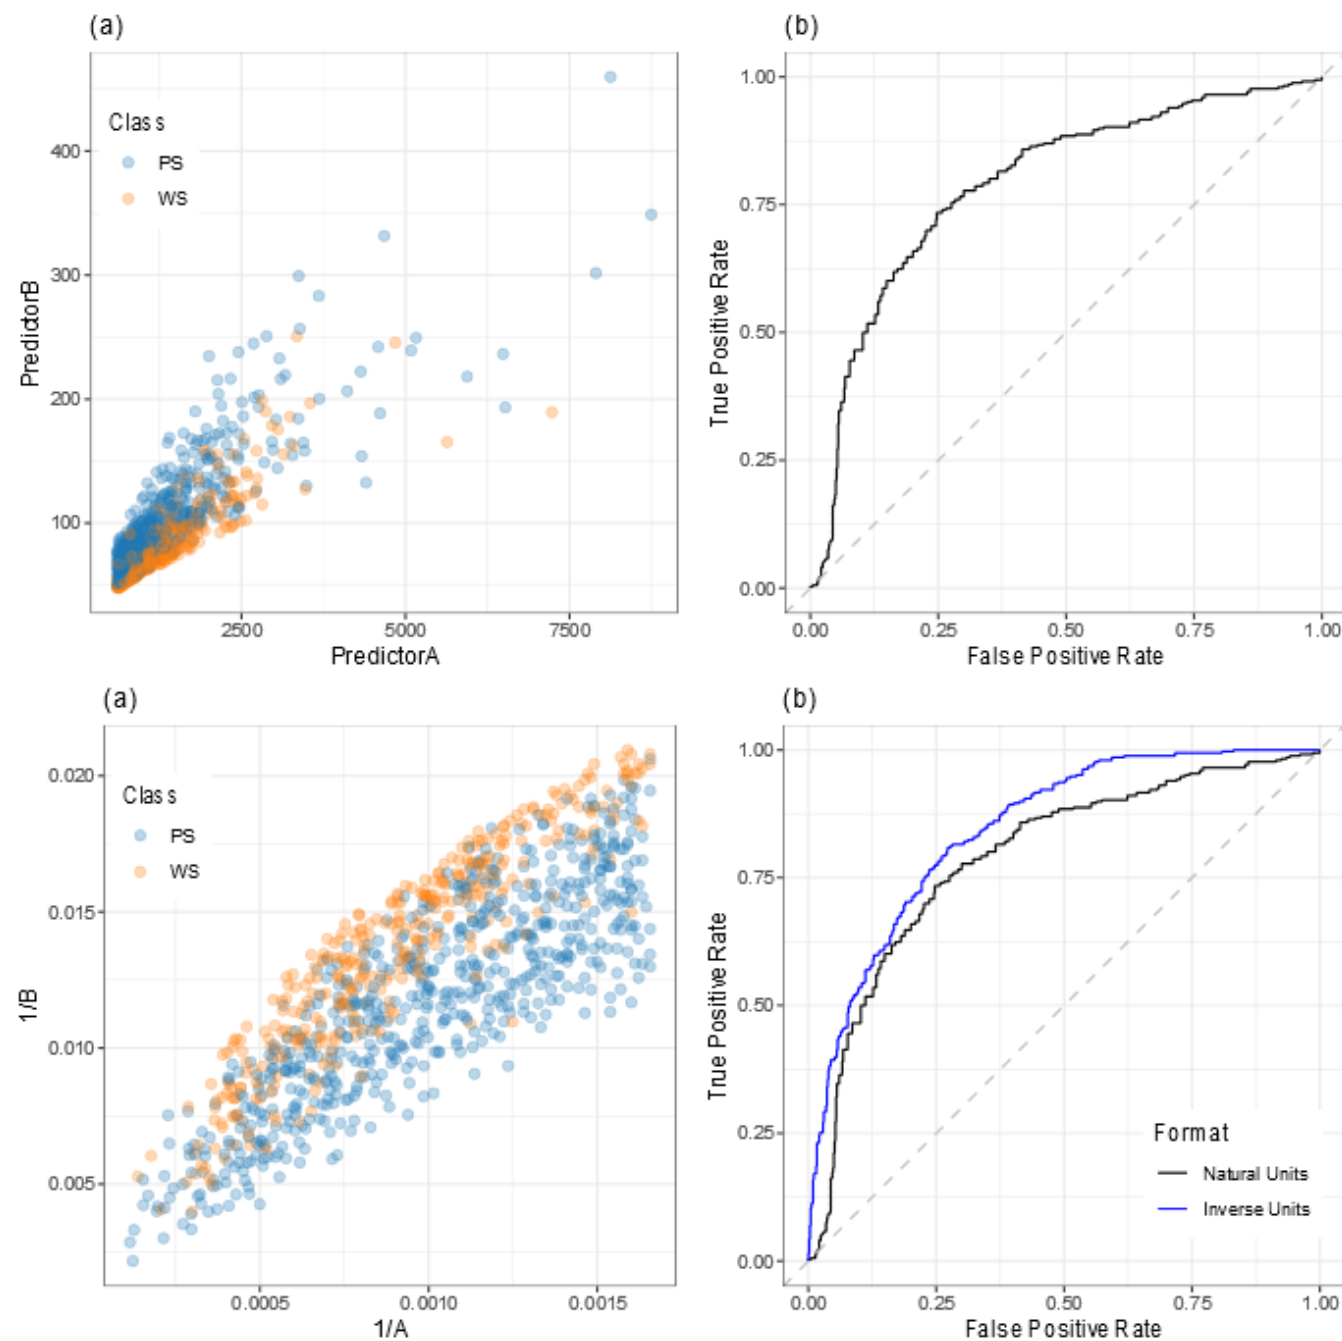 (a)
Class
PS
WS
400
300
200
100
PredictorB
2500
5000
7500
PredictorA
(b)
1.00
0.75
0.50
0.25
0.00
True Positive Rate
0.00
0.25
0.50
0.75
1.00
False Positive Rate
(a)
Class
PS
WS
0.020
0.015
0.010
0.005
1/B
0.0005
0.0010
0.0015
1/A
(b)
1.00
0.75
0.50
0.25
0.00
True Positive Rate
Format
Natural Units
Inverse Units
0.00
0.25
0.50
0.75
1.00
False Positive Rate